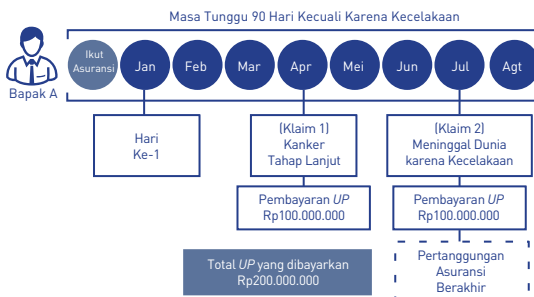 Masa Tunggu 90 Hari Kecuali Karena Kecelakaan
Bapak A
Ikut
Asuransi
Jan
Feb
Mar
Apr
Mei
Jun
Jul
Agt
Hari
Ke-1
(Klaim 1)
Kanker
Tahap Lanjut
(Klaim 2)
Meninggal Dunia
karena Kecelakaan
Pembayaran UP
Rp100.000.000
Pembayaran UP
Rp100.000.000
Total UP yang dibayarkan
Rp200.000.000
Pertanggungan
Asuransi
Berakhir